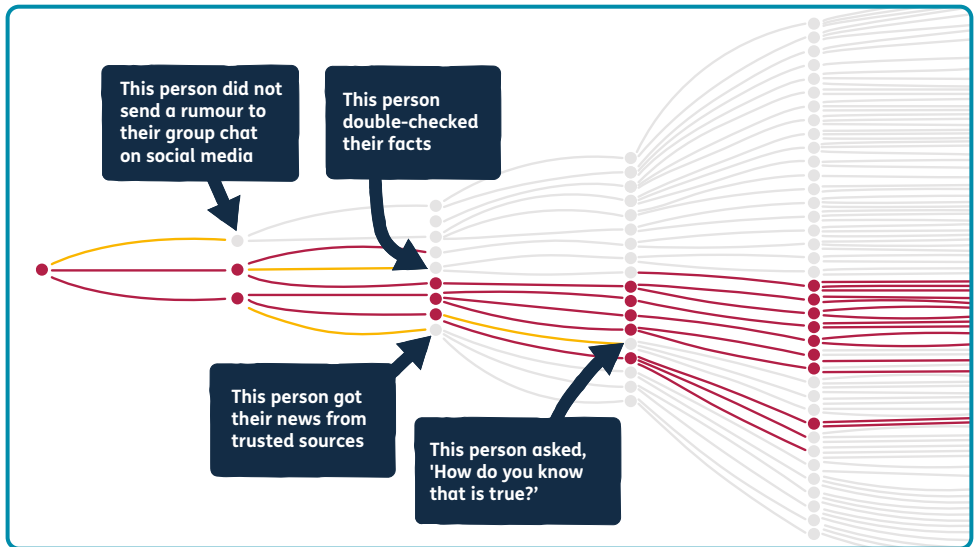 This person did not
send a rumour to
their group chat
on social media
This person
double-checked
their facts
This person got
their news from
trusted sources
This person asked,
'How do you know
that is true?’